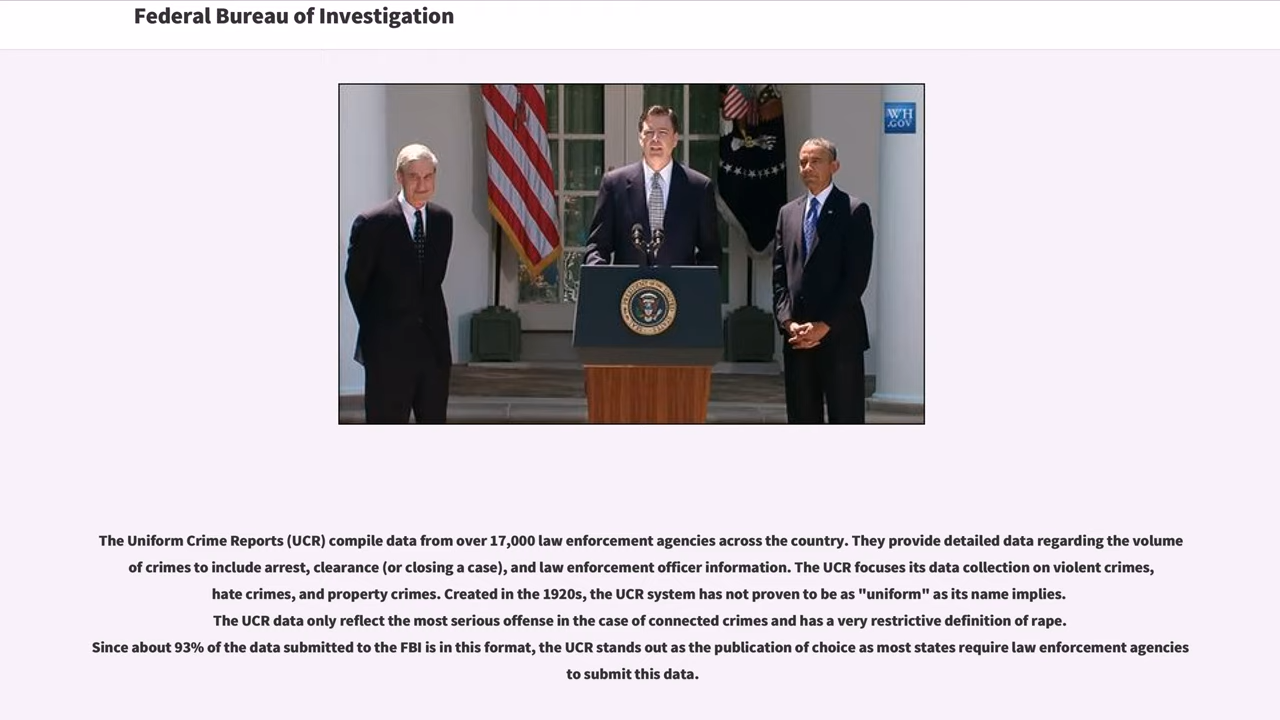 Federal Bureau of Investigation
WH
.GOV
The Uniform Crime Reports (UCR) compile data from over 17,000 law enforcement agencies across the country. They provide detailed data regarding the volume
of crimes to include arrest, clearance (or closing a case), and law enforcement officer information. The UCR focuses its data collection on violent crimes,
hate crimes, and property crimes. Created in the 1920s, the UCR system has not proven to be as "uniform" as its name implies.
The UCR data only reflect the most serious offense in the case of connected crimes and has a very restrictive definition of rape.
Since about 93% of the data submitted to the FBI is in this format, the UCR stands out as the publication of choice as most states require law enforcement agencies
to submit this data.